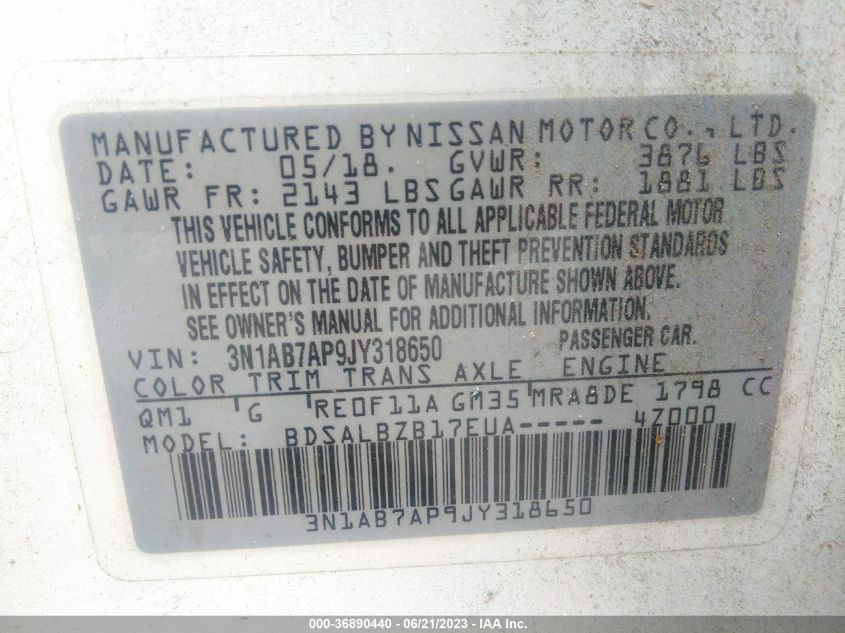 MANUFACTURED BY NISSAN MOTOR CO., LTD.
DATE: 05/18. GVWR: 3876 LBS
GAWR FR: 2143 LBS GAWR RR: 1881 LBS
THIS VEHICLE CONFORMS TO ALL APPLICABLE FEDERAL MOTOR
VEHICLE SAFETY, BUMPER AND THEFT PREVENTION STANDARDS
IN EFFECT ON THE DATE OF MANUFACTURE SHOWN ABOVE.
SEE OWNER'S MANUAL FOR ADDITIONAL INFORMATION.
VIN: 3N1AB7AP9JY318650 PASSENGER CAR.
COLOR TRIM TRANS AXLE ENGINE
QM1 G RE0F11A GM35 MRA8DE 1798 CC
MODEL: BDSALBZB17EUA----- 4Z000
3N1AB7AP9JY318650
000-36890440 - 06/21/2023 - IAA, Inc.